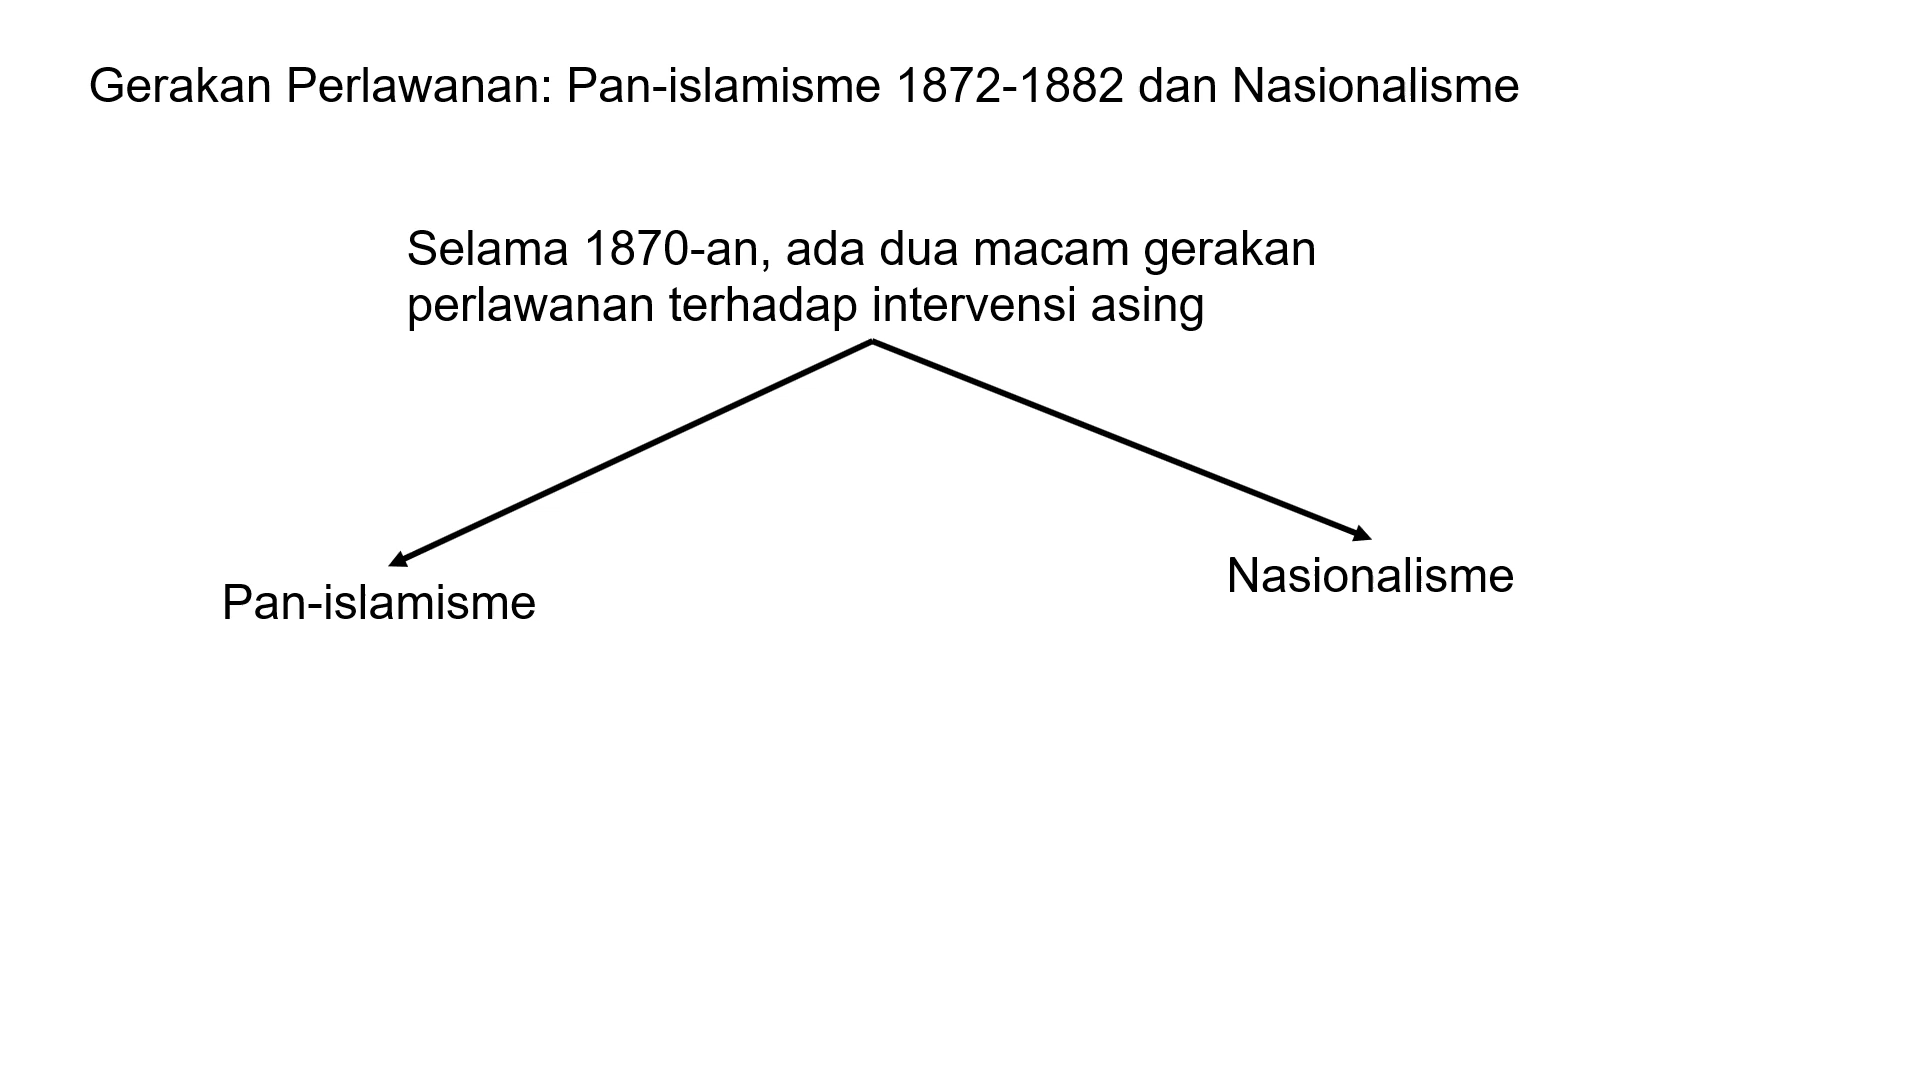 Gerakan Perlawanan: Pan-islamisme 1872-1882 dan Nasionalisme
Selama 1870-an, ada dua macam gerakan
perlawanan terhadap intervensi asing
Pan-islamisme
Nasionalisme